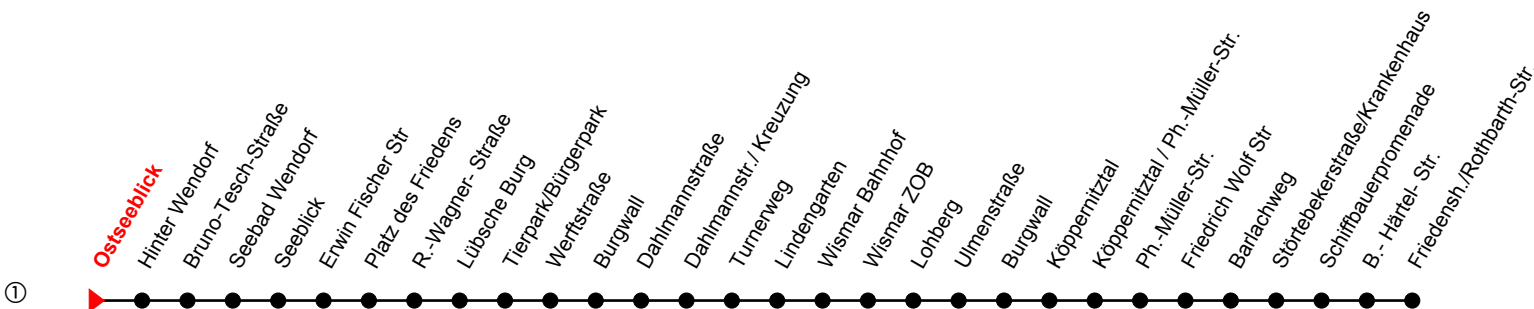 Ostseeblick
Hinter Wendorf
Bruno-Tesch-Straße
Seebad Wendorf
Seeblick
Erwin Fischer Str
Platz des Friedens
R.-Wagner- Straße
Lübsche Burg
Tierpark/Bürgerpark
Werftstraße
Burgwall
Dahlmannstraße
Dahlmannstr./ Kreuzung
Turnerweg
Lindengarten
Wismar Bahnhof
Wismar ZOB
Lohberg
Ulmenstraße
Burgwall
Köppernitztal
Köppernitztal / Ph.-Müller-Str.
Ph.-Müller-Str.
Friedrich Wolf Str
Barlachweg
Störtebekerstraße/Krankenhaus
Schiffbauerpromenade
B.- Härtel- Str.
Friedensh./Rothbarth-Str.
①